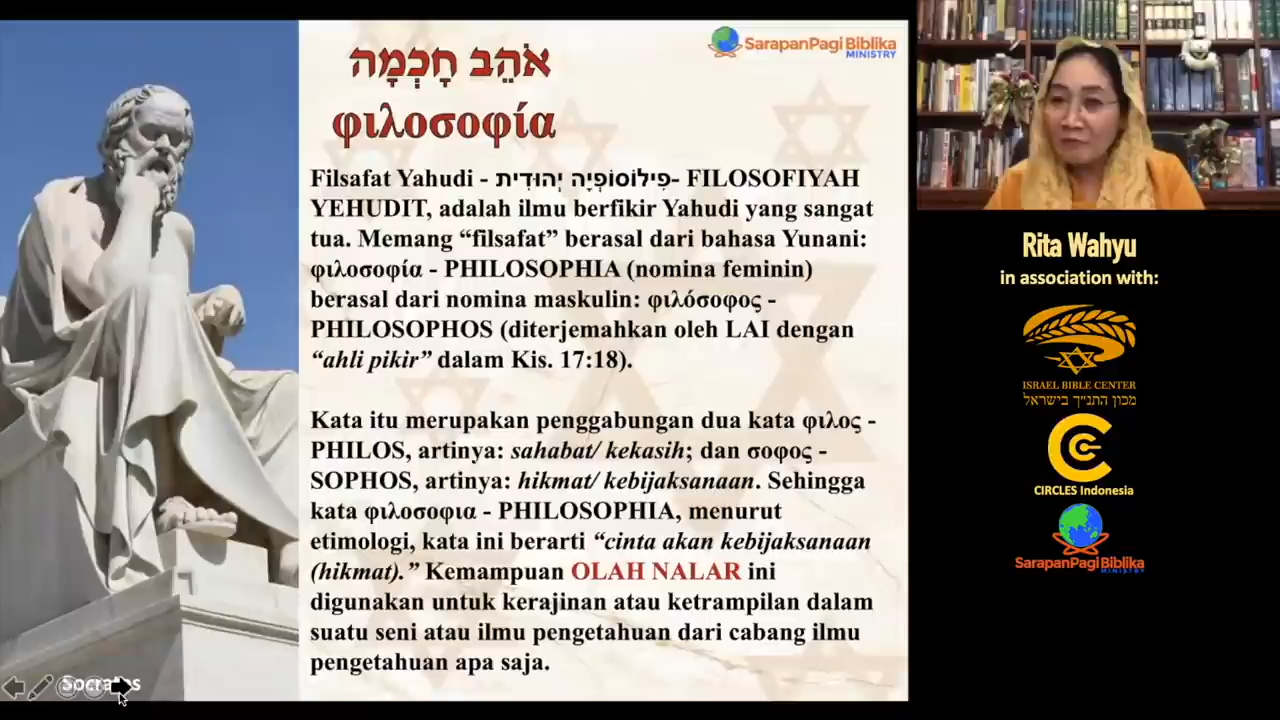 אֹהֵב חָכְמָה
φιλοσοφία
SarapanPagi Biblika
MINISTRY
Filsafat Yahudi - פִילוֹסוֹפְיָה יְהוּדִית- FILOSOFIYAH
YEHUDIT, adalah ilmu berfikir Yahudi yang sangat
tua. Memang “filsafat” berasal dari bahasa Yunani:
φιλοσοφία - PHILOSOPHIA (nomina feminin)
berasal dari nomina maskulin: φιλόσοφος -
PHILOSOPHOS (diterjemahkan oleh LAI dengan
“ahli pikir” dalam Kis. 17:18).
Kata itu merupakan penggabungan dua kata φιλος -
PHILOS, artinya: sahabat/ kekasih; dan σοφος -
SOPHOS, artinya: hikmat/ kebijaksanaan. Sehingga
kata φιλοσοφια - PHILOSOPHIA, menurut
etimologi, kata ini berarti “cinta akan kebijaksanaan
(hikmat).” Kemampuan OLAH NALAR ini
digunakan untuk kerajinan atau ketrampilan dalam
suatu seni atau ilmu pengetahuan dari cabang ilmu
pengetahuan apa saja.
Socrates
Rita Wahyu
in association with:
ISRAEL BIBLE CENTER
מכון התנ״ך בישראל
CIRCLES Indonesia
SarapanPagi Biblika
MINISTRY